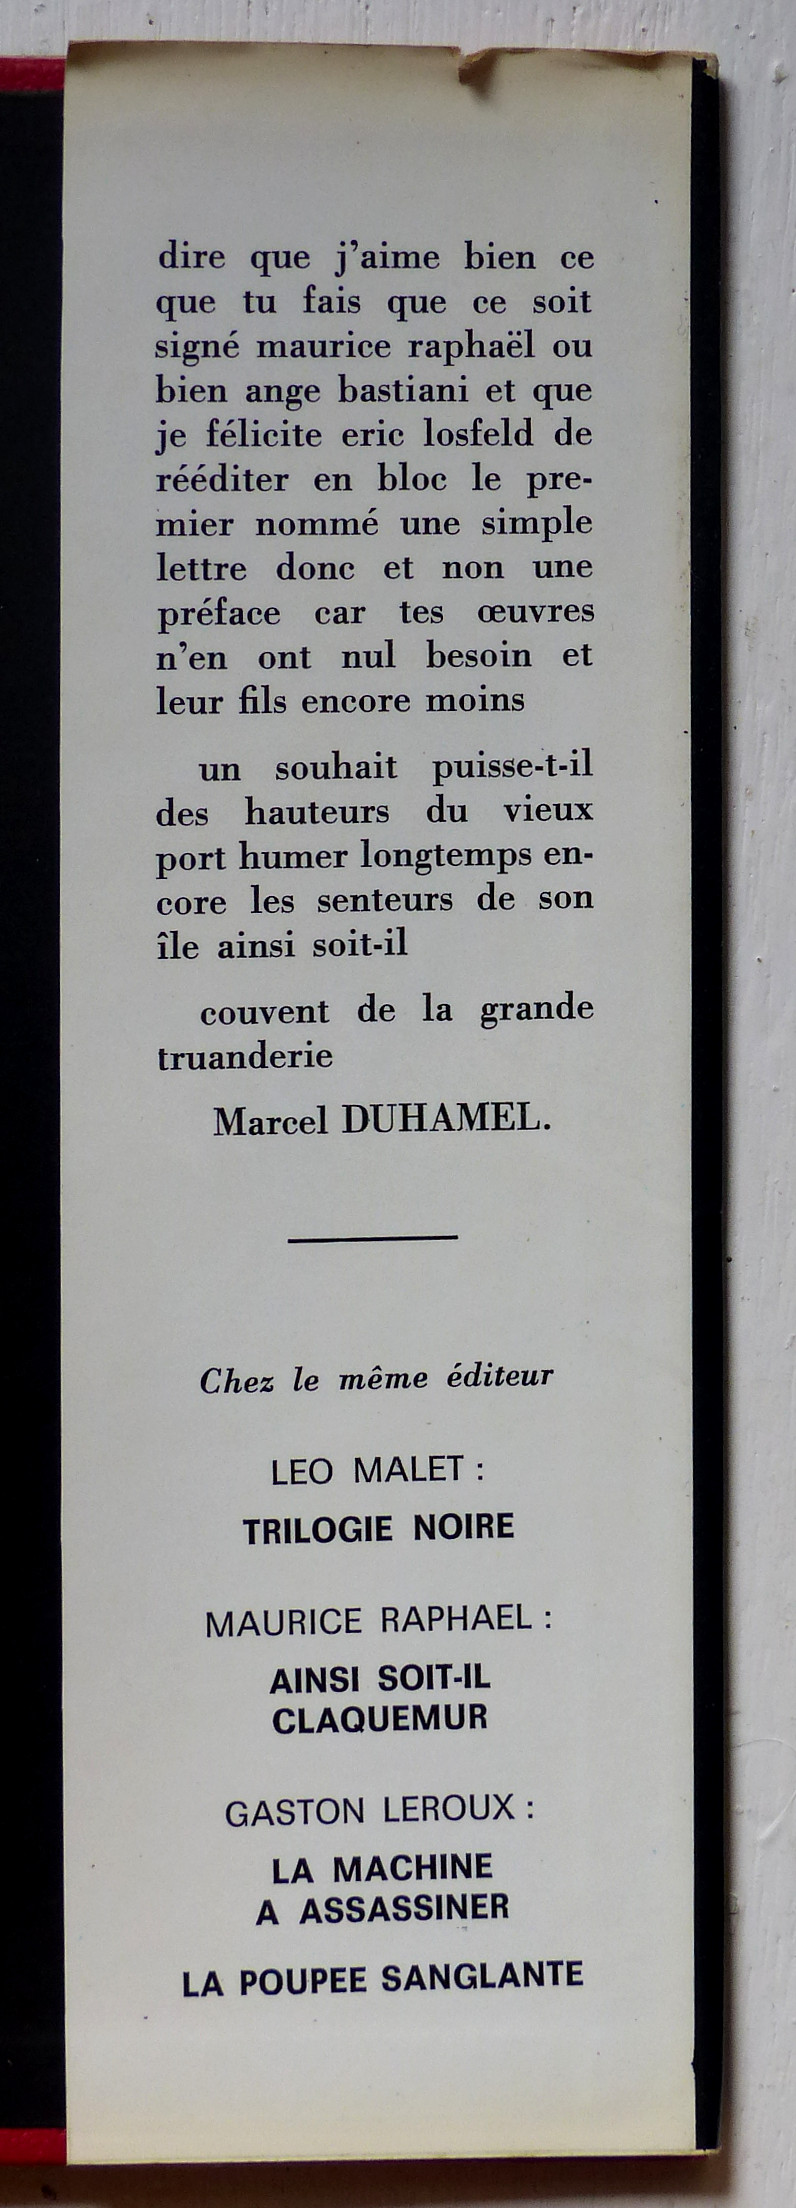 dire que j'aime bien ce
que tu fais que ce soit
signé maurice raphaël ou
bien ange bastiani et que
je félicite eric losfeld de
rééditer en bloc le pre-
mier nommé une simple
lettre donc et non une
préface car tes œuvres
n'en ont nul besoin et
leur fils encore moins
un souhait puisse-t-il
des hauteurs du vieux
port humer longtemps en-
core les senteurs de son
île ainsi soit-il
couvent de la grande
truanderie
Marcel DUHAMEL.
Chez le même éditeur
LEO MALET :
TRILOGIE NOIRE
MAURICE RAPHAEL :
AINSI SOIT-IL
CLAQUEMUR
GASTON LEROUX :
LA MACHINE
A ASSASSINER
LA POUPEE SANGLANTE